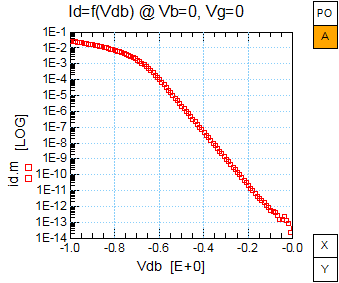 Id=f(Vdb) @ Vb=0, Vg=0
PO
A
1E-1
1E-2
1E-3
1E-4
1E-5
1E-6
1E-7
1E-8
1E-9
1E-10
1E-11
1E-12
1E-13
1E-14
id.m [LOG]
-1.0 -0.8 -0.6 -0.4 -0.2 -0.0
Vdb [E+0]
X
Y